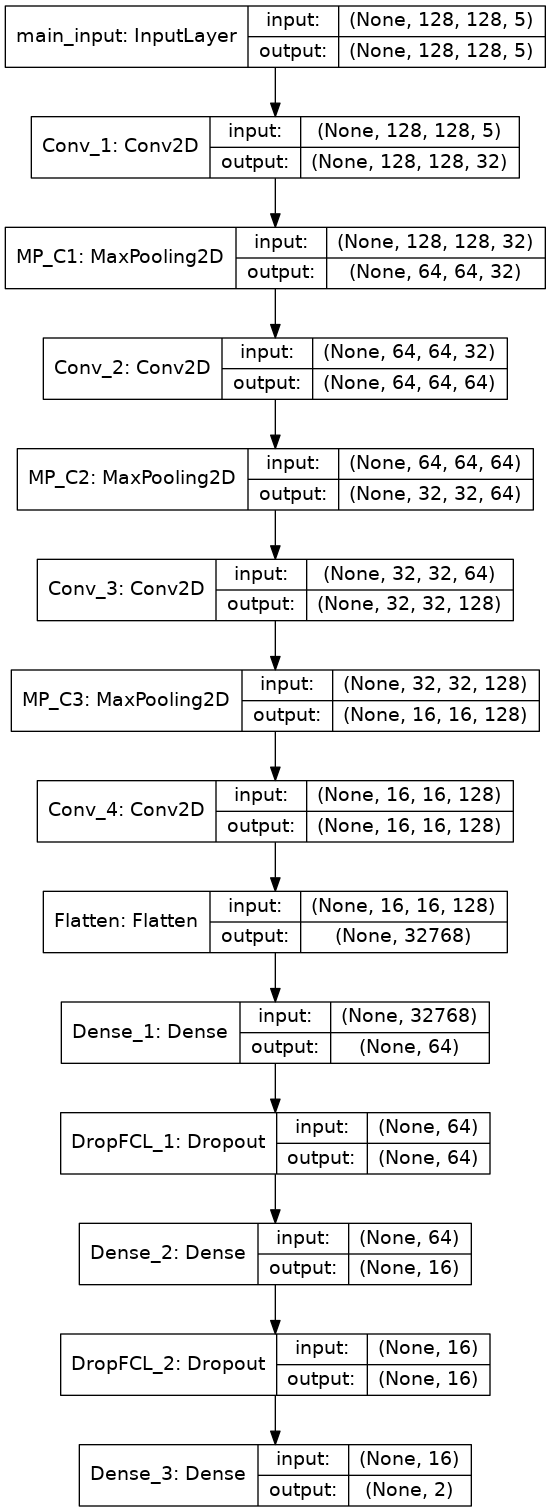 main_input: InputLayer
input: (None, 128, 128, 5)
output: (None, 128, 128, 5)
Conv_1: Conv2D
input: (None, 128, 128, 5)
output: (None, 128, 128, 32)
MP_C1: MaxPooling2D
input: (None, 128, 128, 32)
output: (None, 64, 64, 32)
Conv_2: Conv2D
input: (None, 64, 64, 32)
output: (None, 64, 64, 64)
MP_C2: MaxPooling2D
input: (None, 64, 64, 64)
output: (None, 32, 32, 64)
Conv_3: Conv2D
input: (None, 32, 32, 64)
output: (None, 32, 32, 128)
MP_C3: MaxPooling2D
input: (None, 32, 32, 128)
output: (None, 16, 16, 128)
Conv_4: Conv2D
input: (None, 16, 16, 128)
output: (None, 16, 16, 128)
Flatten: Flatten
input: (None, 16, 16, 128)
output: (None, 32768)
Dense_1: Dense
input: (None, 32768)
output: (None, 64)
DropFCL_1: Dropout
input: (None, 64)
output: (None, 64)
Dense_2: Dense
input: (None, 64)
output: (None, 16)
DropFCL_2: Dropout
input: (None, 16)
output: (None, 16)
Dense_3: Dense
input: (None, 16)
output: (None, 2)